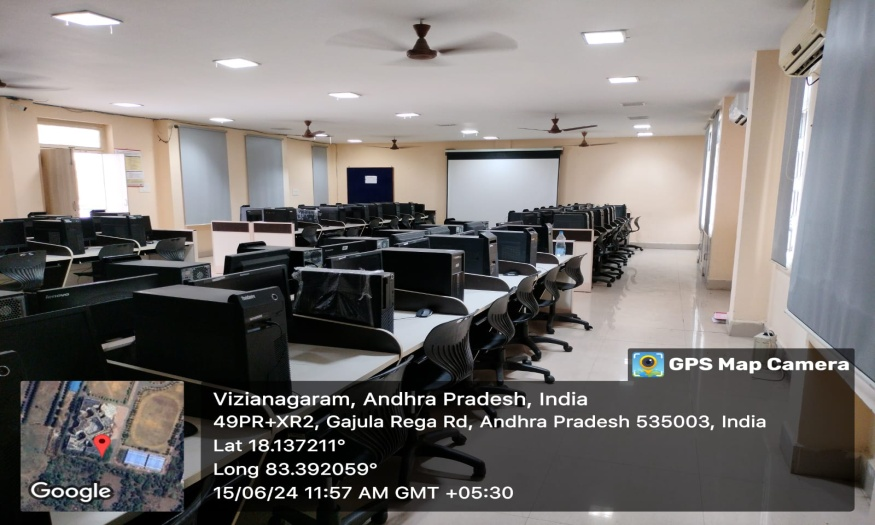 GPS Map Camera
Vizianagaram, Andhra Pradesh, India
49PR+XR2, Gajula Rega Rd, Andhra Pradesh 535003, India
Lat 18.137211°
Long 83.392059°
15/06/24 11:57 AM GMT +05:30
Google
lenovo